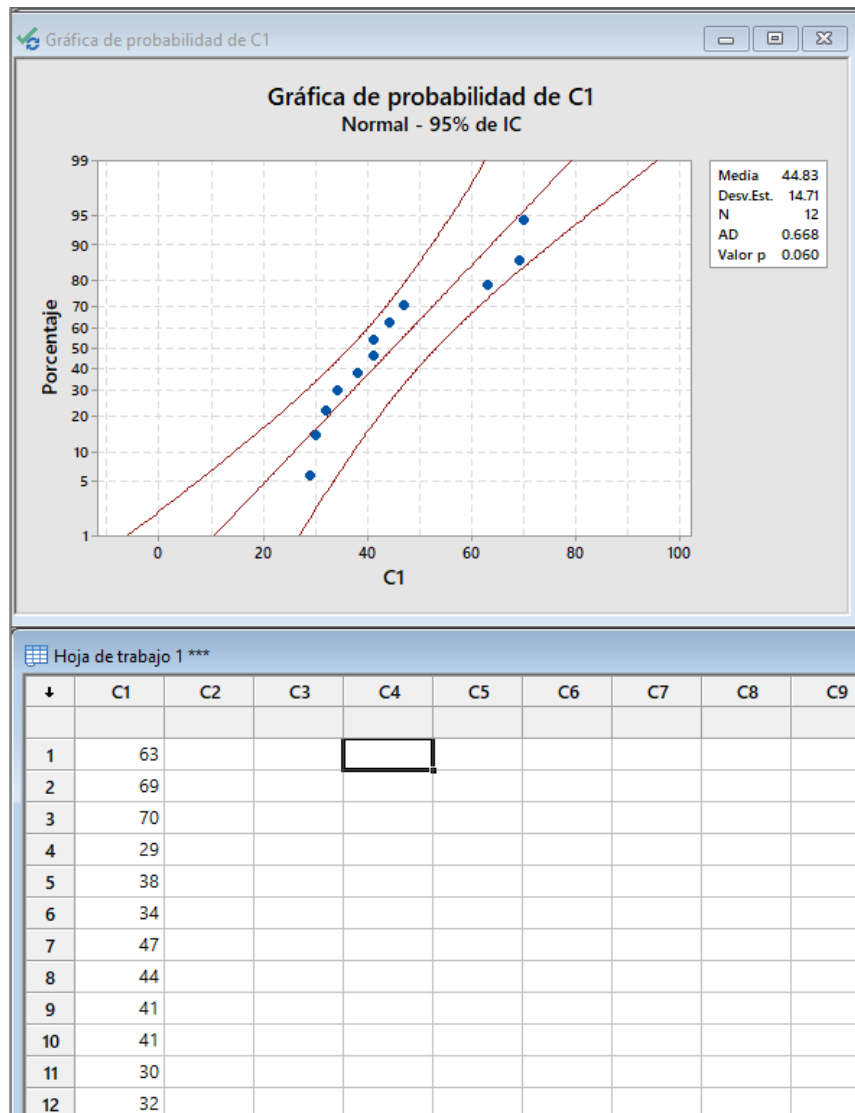 Gráfica de probabilidad de C1
Gráfica de probabilidad de C1
Normal - 95% de IC
99
95
90
80
70
60
50
40
30
20
10
5
1
Porcentaje
0 20 40 60 80 100
C1
Media 44.83
Desv.Est. 14.71
N 12
AD 0.668
Valor p 0.060
Hoja de trabajo 1 ***
C1 C2 C3 C4 C5 C6 C7 C8 C9
1 63
2 69
3 70
4 29
5 38
6 34
7 47
8 44
9 41
10 41
11 30
12 32